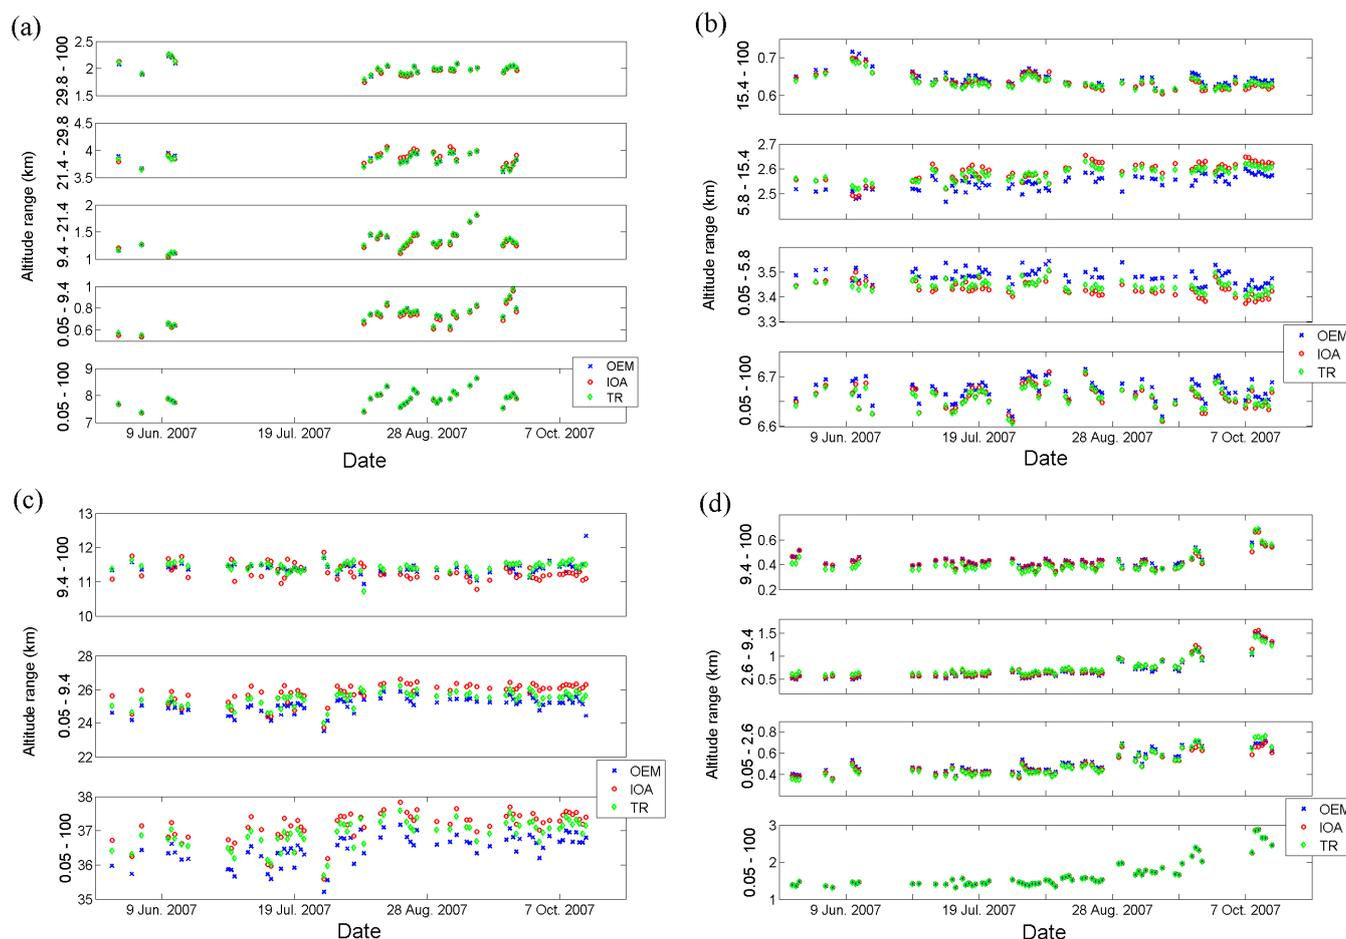 (a)
2.5
2
1.5
29.8 - 100
4.5
4
3.5
21.4 - 29.8
2
1.5
1
9.4 - 21.4
1
0.8
0.6
0.05 - 9.4
9
8
7
0.05 - 100
Altitude range (km)
OEM
IOA
TR
9 Jun. 2007
19 Jul. 2007
28 Aug. 2007
7 Oct. 2007
Date
(b)
0.7
0.6
15.4 - 100
2.7
2.6
2.5
5.8 - 15.4
3.5
3.4
3.3
0.05 - 5.8
6.7
6.6
0.05 - 100
Altitude range (km)
OEM
IOA
TR
9 Jun. 2007
19 Jul. 2007
28 Aug. 2007
7 Oct. 2007
Date
(c)
13
12
11
10
9.4 - 100
28
26
24
22
0.05 - 9.4
38
37
36
35
0.05 - 100
Altitude range (km)
OEM
IOA
TR
9 Jun. 2007
19 Jul. 2007
28 Aug. 2007
7 Oct. 2007
Date
(d)
0.6
0.4
0.2
9.4 - 100
1.5
1
0.5
2.6 - 9.4
0.8
0.6
0.4
0.05 - 2.6
3
2
1
0.05 - 100
Altitude range (km)
OEM
IOA
TR
9 Jun. 2007
19 Jul. 2007
28 Aug. 2007
7 Oct. 2007
Date